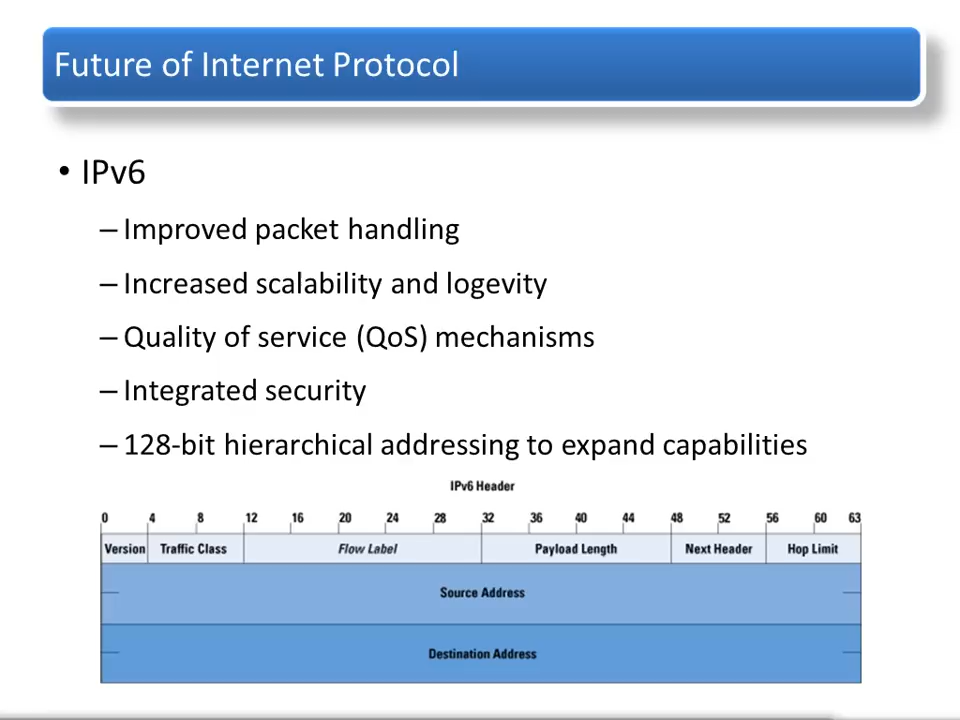 Future of Internet Protocol
• IPv6
– Improved packet handling
– Increased scalability and logevity
– Quality of service (QoS) mechanisms
– Integrated security
– 128-bit hierarchical addressing to expand capabilities
IPv6 Header
0 4 8 12 16 20 24 28 32 36 40 44 48 52 56 60 63
Version Traffic Class Flow Label Payload Length Next Header Hop Limit
Source Address
Destination Address